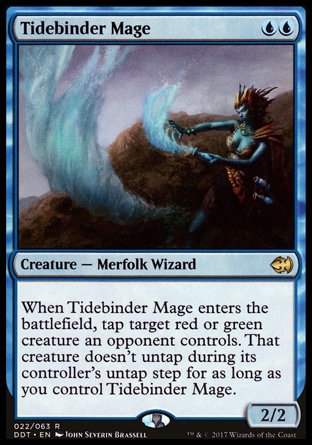 Tidebinder Mage
Creature — Merfolk Wizard
When Tidebinder Mage enters the
battlefield, tap target red or green
creature an opponent controls. That
creature doesn't untap during its
controller's untap step for as long as
you control Tidebinder Mage.
2/2
022/063 R
DDT • EN John Severin Brassell
™ & © 2017 Wizards of the Coast